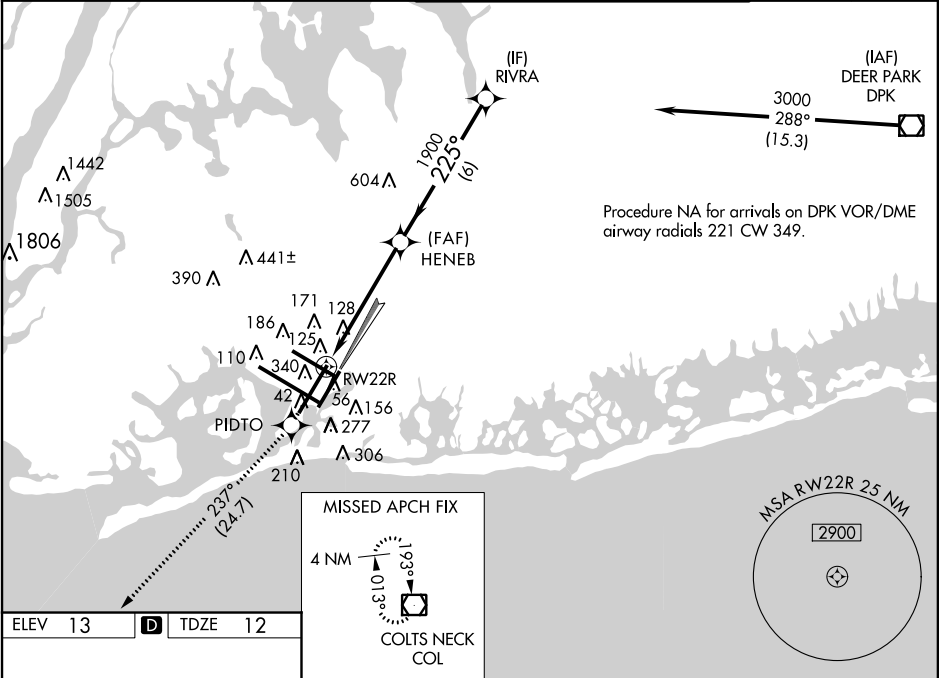 (IF)
RIVRA
(IAF)
DEER PARK
DPK
3000
288°
(15.3)
1900
225°
(6)
1442
1505
604
Procedure NA for arrivals on DPK VOR/DME
airway radials 221 CW 349.
1806
(FAF)
HENEB
441±
390
171
128
186
125
110
340
RW22R
42
56
156
PIDTO
277
306
210
237°
(24.7)
MISSED APCH FIX
4 NM
193°
013°
COLTS NECK
COL
MSA RW22R 25 NM
2900
ELEV 13
D
TDZE 12